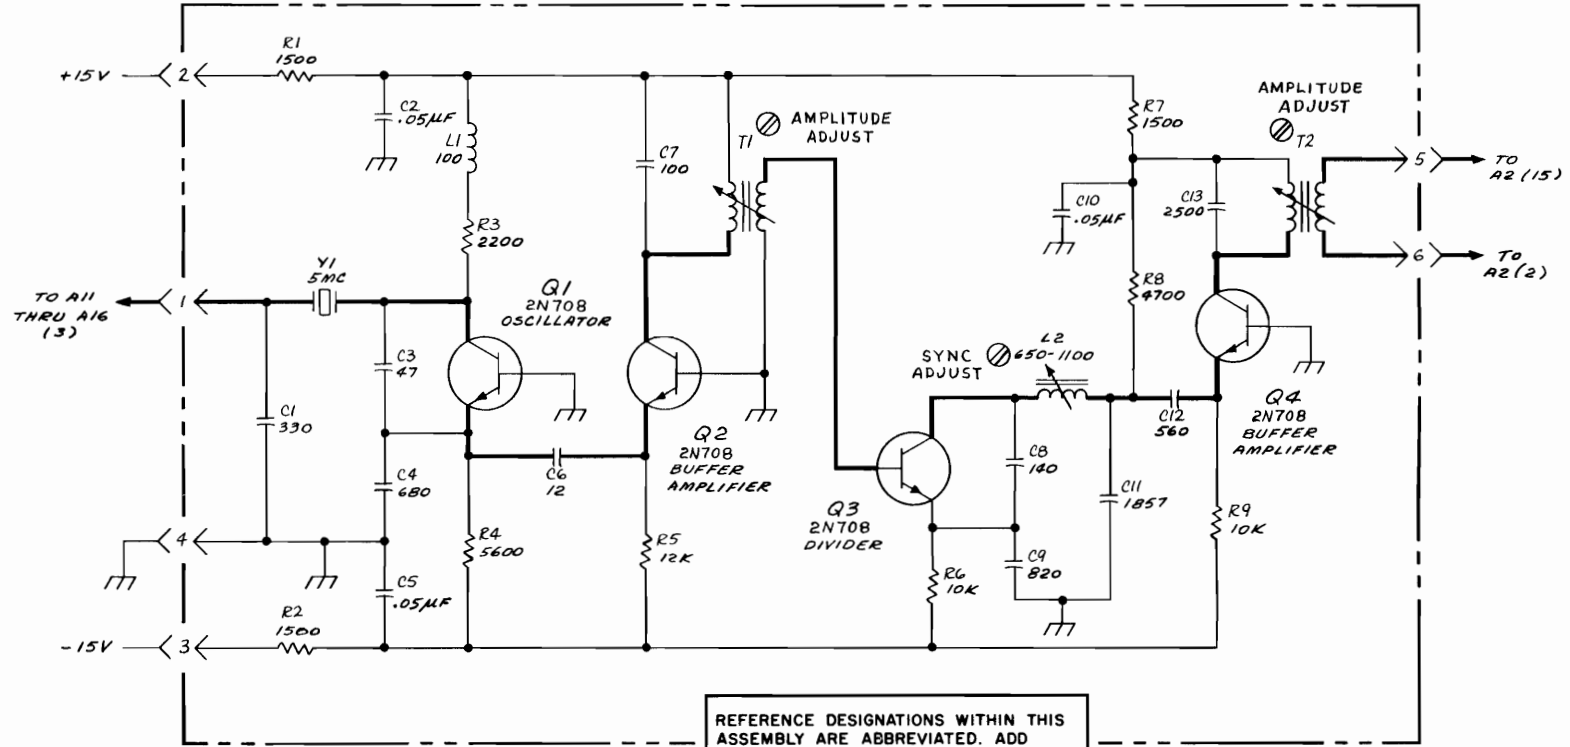 +15V
2
R1
1500
C2
.05µF
L1
100
R3
2200
C7
100
T1
AMPLITUDE
ADJUST
R7
1500
AMPLITUDE
ADJUST
T2
5
TO
A2 (15)
C10
.05µF
C13
2500
6
TO
A2 (2)
Y1
5MC
TO A11
THRU A16
(3)
1
Q1
2N708
OSCILLATOR
R8
4700
C3
47
SYNC
ADJUST
L2
650-1100
C1
330
Q2
2N708
BUFFER
AMPLIFIER
C12
560
Q4
2N708
BUFFER
AMPLIFIER
C4
680
C6
12
C8
140
C11
1857
Q3
2N708
DIVIDER
4
R4
5600
R5
12K
R9
10K
C5
.05µF
R6
10K
C9
820
R2
1500
-15V
3
REFERENCE DESIGNATIONS WITHIN THIS
ASSEMBLY ARE ABBREVIATED. ADD